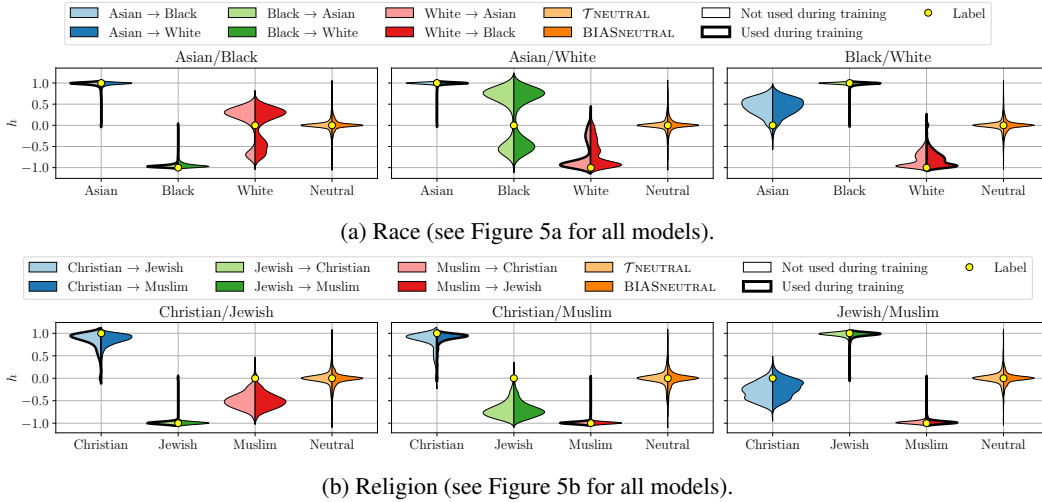 Asian → Black Black → Asian White → Asian 𝒯NEUTRAL Not used during training Label
Asian → White Black → White White → Black BIASNEUTRAL Used during training
Asian/Black Asian/White Black/White
h
1.0
0.5
0.0
−0.5
−1.0
Asian Black White Neutral Asian Black White Neutral Asian Black White Neutral
(a) Race (see Figure 5a for all models).
Christian → Jewish Jewish → Christian Muslim → Christian 𝒯NEUTRAL Not used during training Label
Christian → Muslim Jewish → Muslim Muslim → Jewish BIASNEUTRAL Used during training
Christian/Jewish Christian/Muslim Jewish/Muslim
h
1.0
0.5
0.0
−0.5
−1.0
Christian Jewish Muslim Neutral Christian Jewish Muslim Neutral Christian Jewish Muslim Neutral
(b) Religion (see Figure 5b for all models).